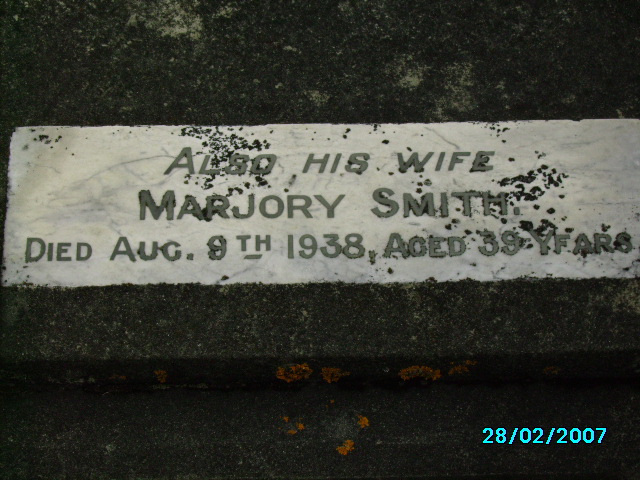 ALSO HIS WIFE
MARJORY SMITH.
DIED AUG. 9TH 1938, AGED 39 YEARS
28/02/2007